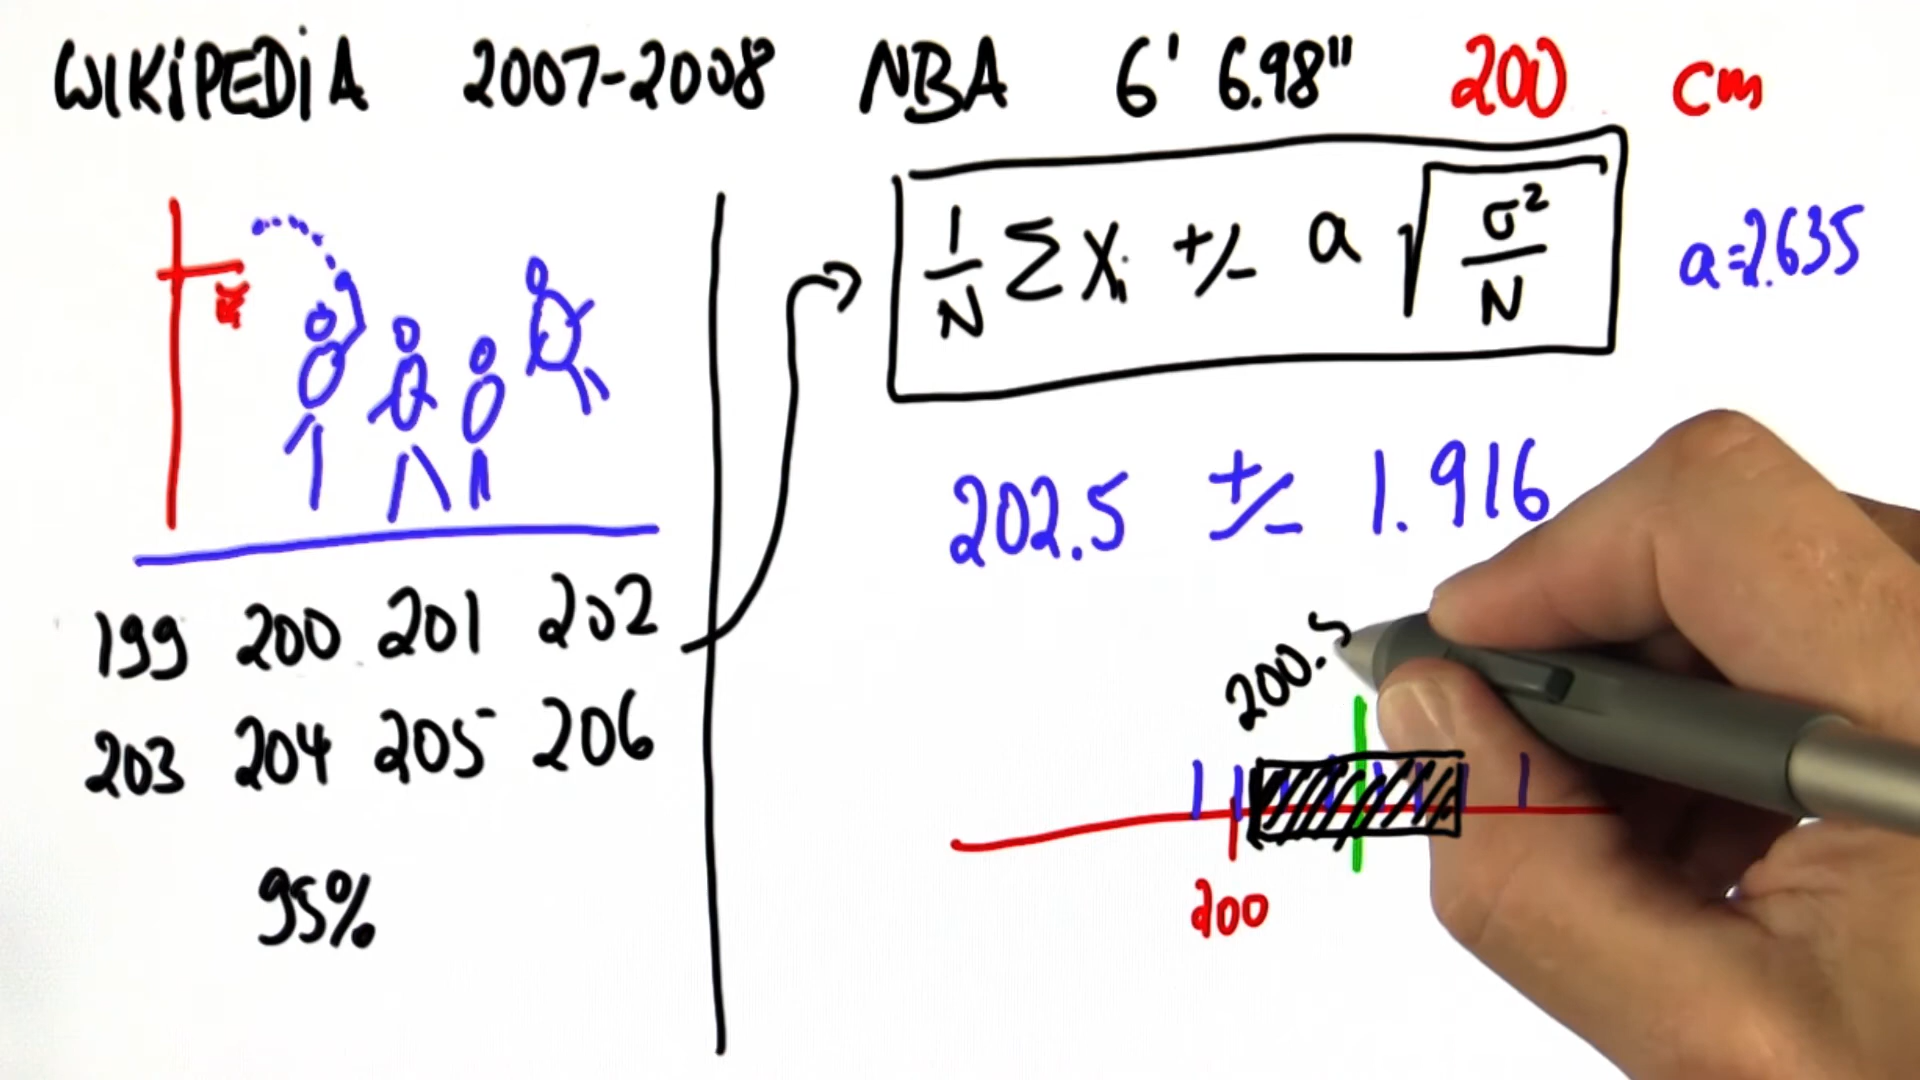 WIKIPEDIA 2007-2008 NBA 6' 6.98" 200 cm
1/N Σ Xi +/- a √ σ²/N
a=2.635
202.5 +/- 1.916
199 200 201 202
203 204 205 206
95%
200.5
200